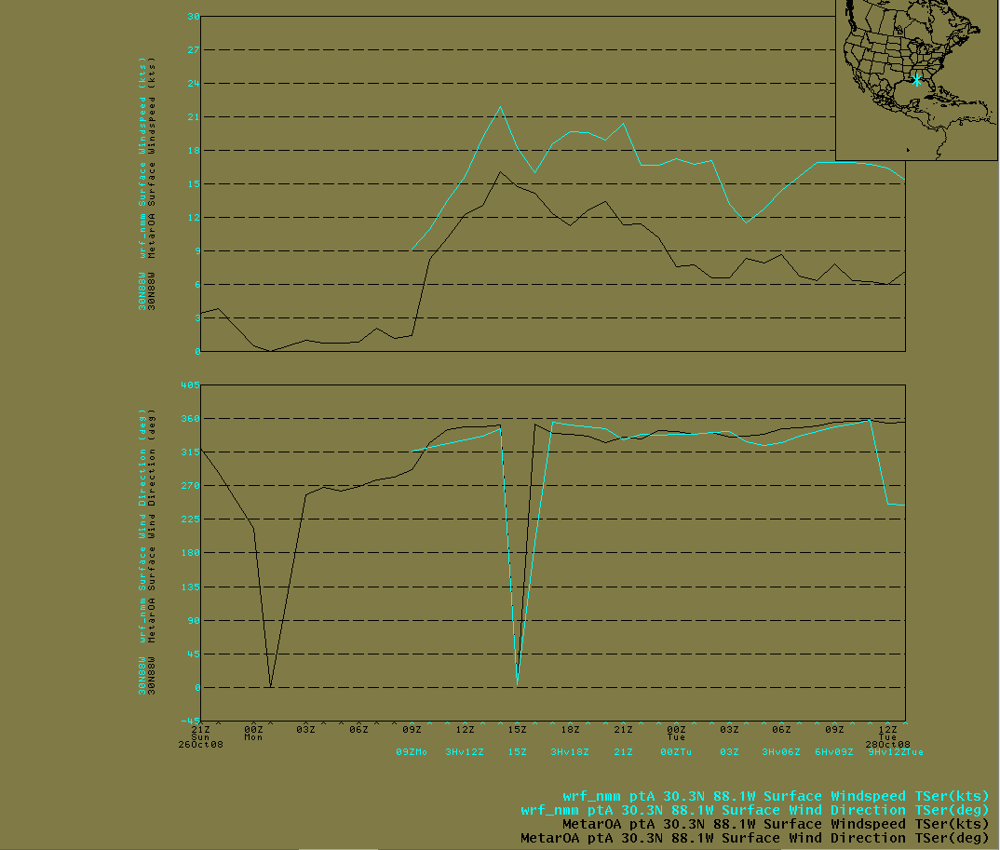 30
27
24
21
18
15
12
9
6
3
0
30N88W wrf_nmm Surface Windspeed (kts)
30N88W MetarOA Surface Windspeed (kts)
405
360
315
270
225
180
135
90
45
0
-45
30N88W wrf_nmm Surface Wind Direction (deg)
30N88W MetarOA Surface Wind Direction (deg)
21Z 00Z 03Z 06Z 09Z 12Z 15Z 18Z 21Z 00Z 03Z 06Z 09Z 12Z
Sun Mon Tue Tue
26Oct08 28Oct08
09ZMo 3Hv12Z 15Z 3Hv18Z 21Z 00ZTu 03Z 3Hv06Z 6Hv09Z 9Hv12ZTue
wrf_nmm ptA 30.3N 88.1W Surface Windspeed TSer(kts)
wrf_nmm ptA 30.3N 88.1W Surface Wind Direction TSer(deg)
MetarOA ptA 30.3N 88.1W Surface Windspeed TSer(kts)
MetarOA ptA 30.3N 88.1W Surface Wind Direction TSer(deg)